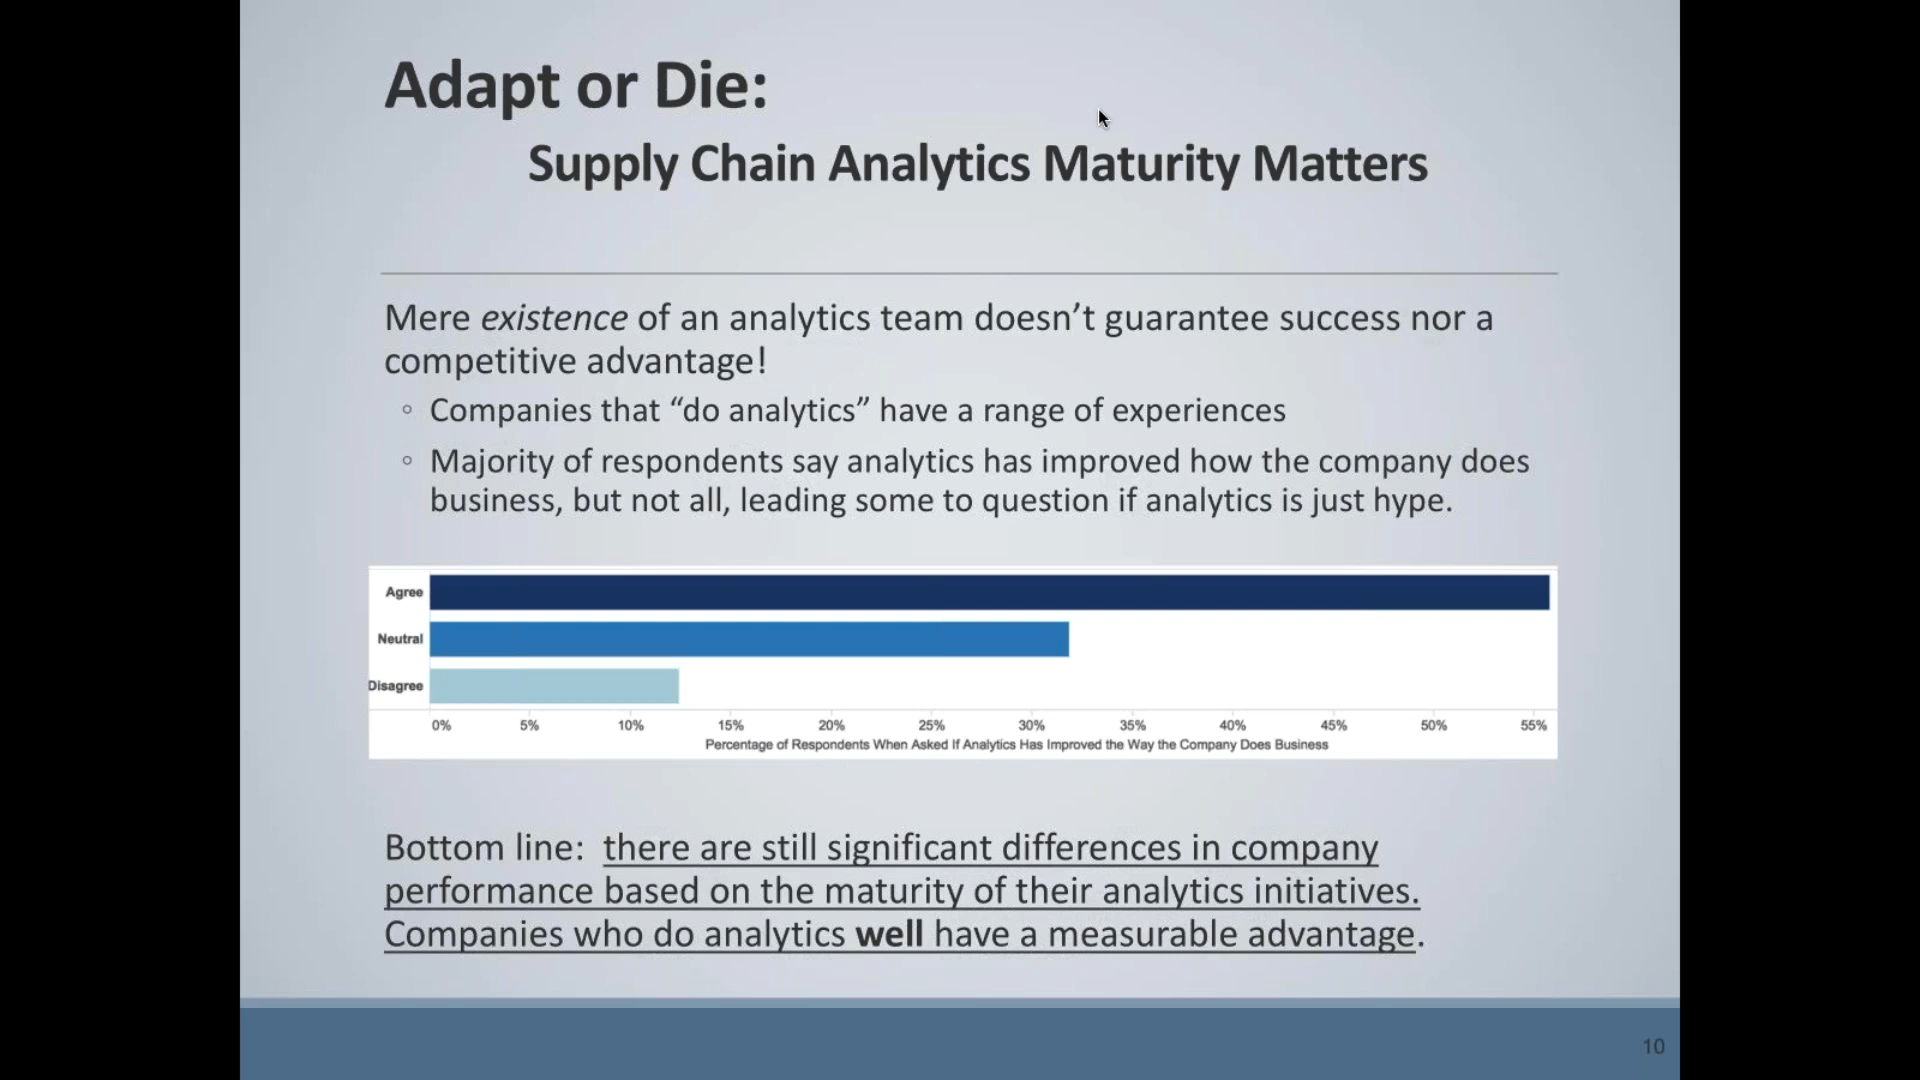 Adapt or Die:
Supply Chain Analytics Maturity Matters
Mere existence of an analytics team doesn’t guarantee success nor a
competitive advantage!
◦ Companies that “do analytics” have a range of experiences
◦ Majority of respondents say analytics has improved how the company does
business, but not all, leading some to question if analytics is just hype.
Agree
Neutral
Disagree
0% 5% 10% 15% 20% 25% 30% 35% 40% 45% 50% 55%
Percentage of Respondents When Asked If Analytics Has Improved the Way the Company Does Business
Bottom line: there are still significant differences in company
performance based on the maturity of their analytics initiatives.
Companies who do analytics well have a measurable advantage.
10